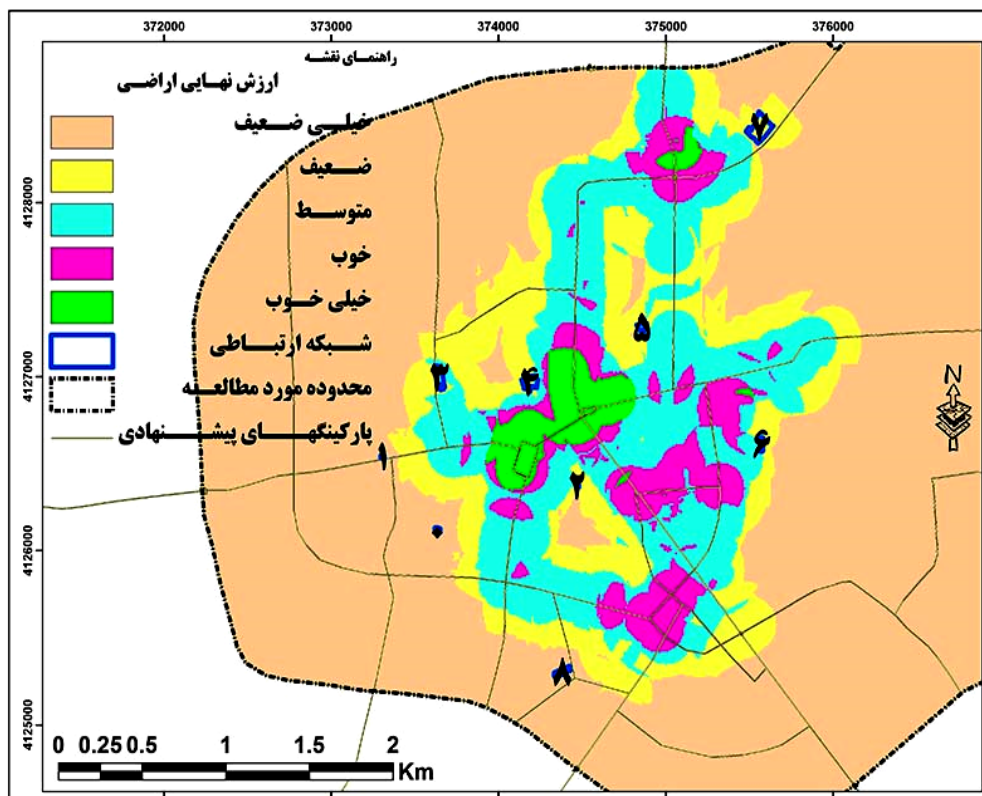 372000 373000 374000 375000 376000
راهنمای نقشه
ارزش نهایی اراضی
خیلی ضعیف
ضعیف
متوسط
خوب
خیلی خوب
شبکه ارتباطی
محدوده مورد مطالعه
پارکینگهای پیشنهادی
4128000
4127000
4126000
4125000
۷
۵
۳
۴
۶
۱
۲
۸
N
0 0.25 0.5 1 1.5 2
Km